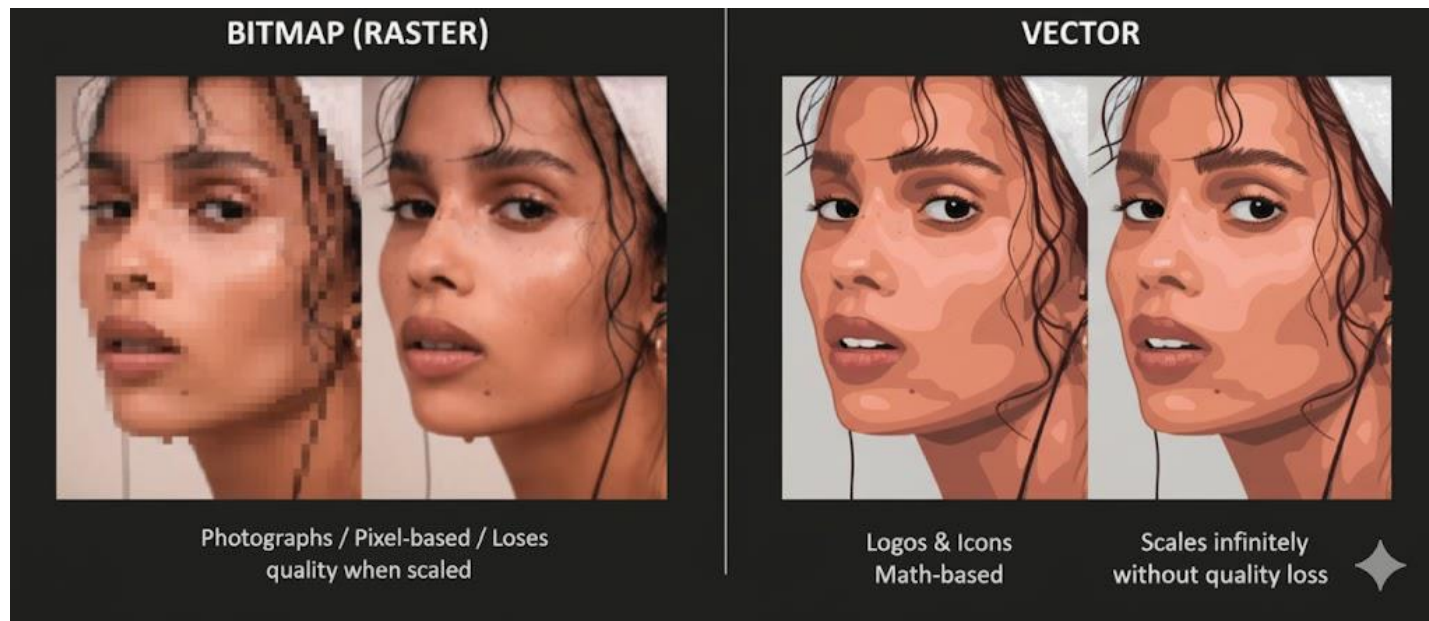 BITMAP (RASTER)
Photographs / Pixel-based / Loses
quality when scaled
VECTOR
Logos & Icons
Math-based
Scales infinitely
without quality loss